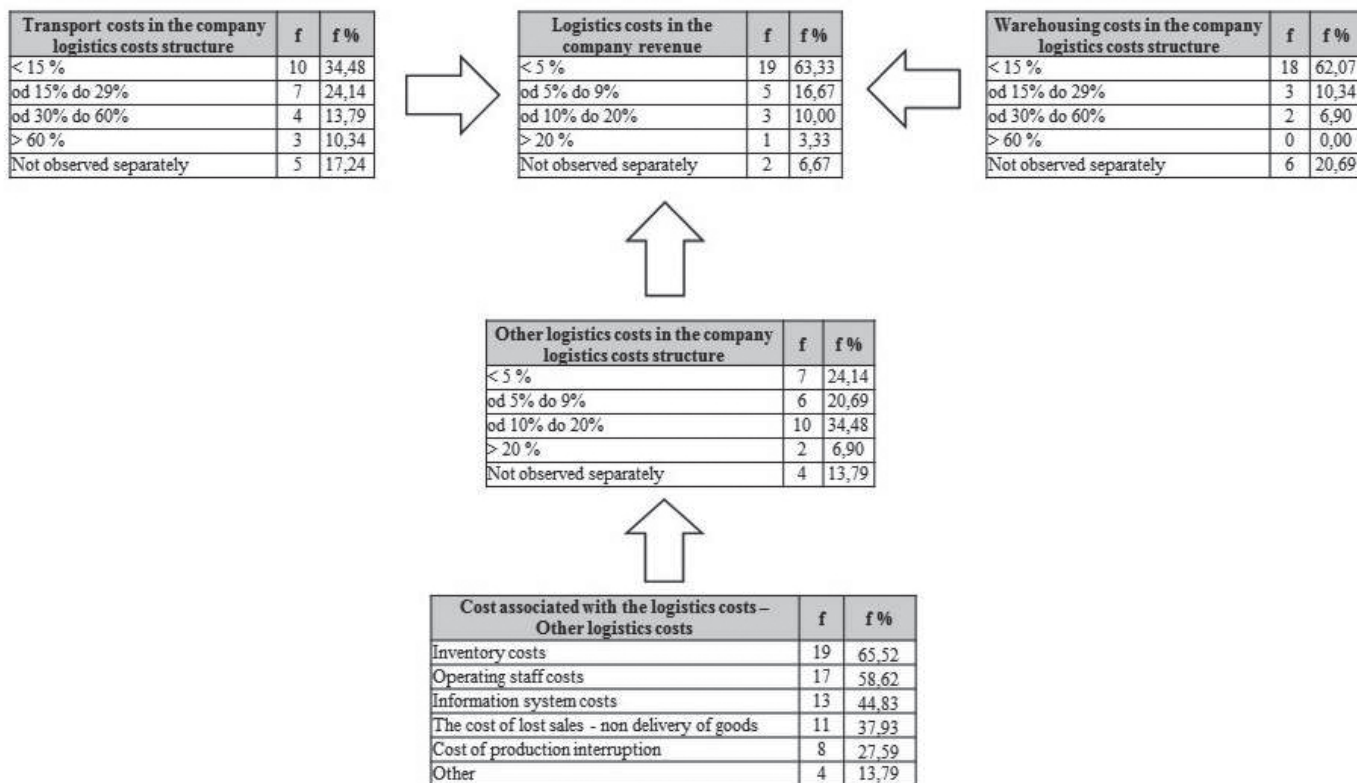 Transport costs in the company logistics costs structure f f %
< 15 % 10 34,48
od 15% do 29% 7 24,14
od 30% do 60% 4 13,79
> 60 % 3 10,34
Not observed separately 5 17,24
Logistics costs in the company revenue f f %
< 5 % 19 63,33
od 5% do 9% 5 16,67
od 10% do 20% 3 10,00
> 20 % 1 3,33
Not observed separately 2 6,67
Warehousing costs in the company logistics costs structure f f %
< 15 % 18 62,07
od 15% do 29% 3 10,34
od 30% do 60% 2 6,90
> 60 % 0 0,00
Not observed separately 6 20,69
Other logistics costs in the company logistics costs structure f f %
< 5 % 7 24,14
od 5% do 9% 6 20,69
od 10% do 20% 10 34,48
> 20 % 2 6,90
Not observed separately 4 13,79
Cost associated with the logistics costs – Other logistics costs f f %
Inventory costs 19 65,52
Operating staff costs 17 58,62
Information system costs 13 44,83
The cost of lost sales - non delivery of goods 11 37,93
Cost of production interruption 8 27,59
Other 4 13,79